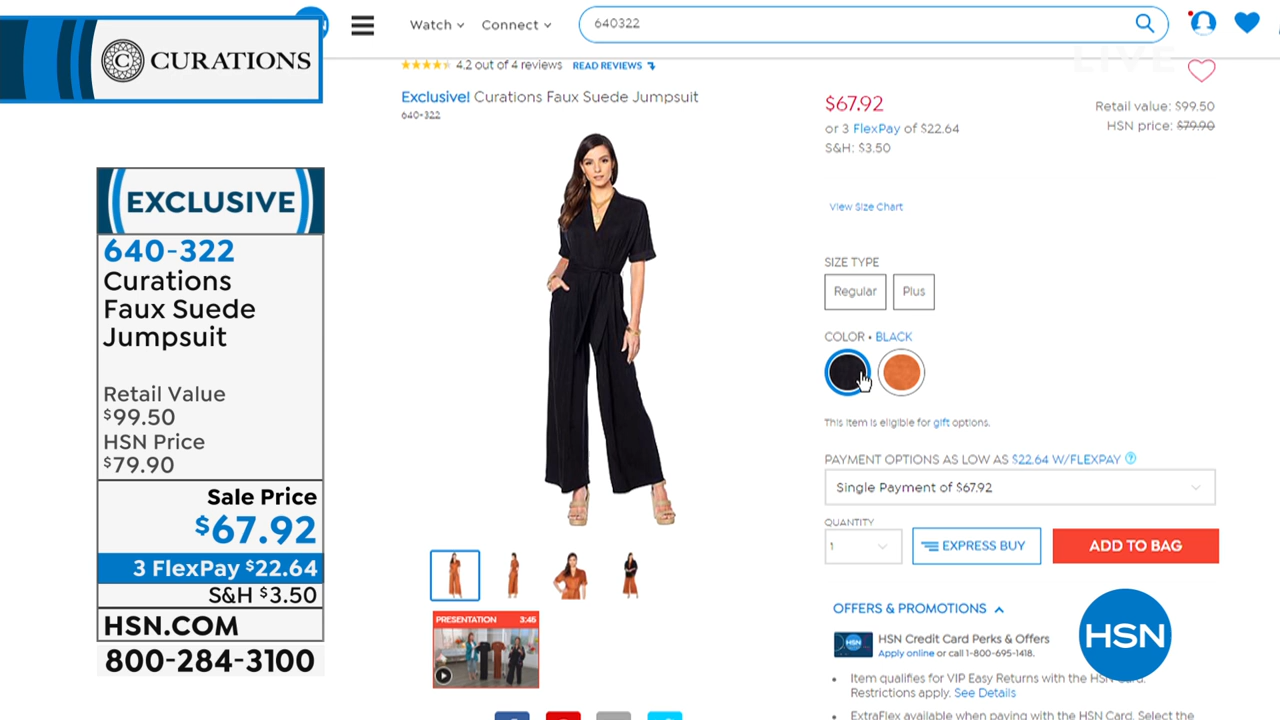 C CURATIONS
EXCLUSIVE
640-322
Curations
Faux Suede
Jumpsuit
Retail Value
$99.50
HSN Price
$79.90
Sale Price
$67.92
3 FlexPay $22.64
S&H $3.50
HSN.COM
800-284-3100
Watch Connect
640322
LIVE
4.2 out of 4 reviews READ REVIEWS
Exclusive! Curations Faux Suede Jumpsuit
640-322
PRESENTATION 3:45
$67.92
or 3 FlexPay of $22.64
S&H: $3.50
Retail value: $99.50
HSN price: $79.90
View Size Chart
SIZE TYPE
Regular Plus
COLOR • BLACK
This item is eligible for gift options.
PAYMENT OPTIONS AS LOW AS $22.64 W/FLEXPAY ?
Single Payment of $67.92
QUANTITY
1 EXPRESS BUY ADD TO BAG
OFFERS & PROMOTIONS
HSN HSN Credit Card Perks & Offers
Apply online or call 1-800-695-1418.
• Item qualifies for VIP Easy Returns with the HSN Card.
Restrictions apply. See Details
• ExtraFlex available when paying with the HSN Card. Select the
HSN